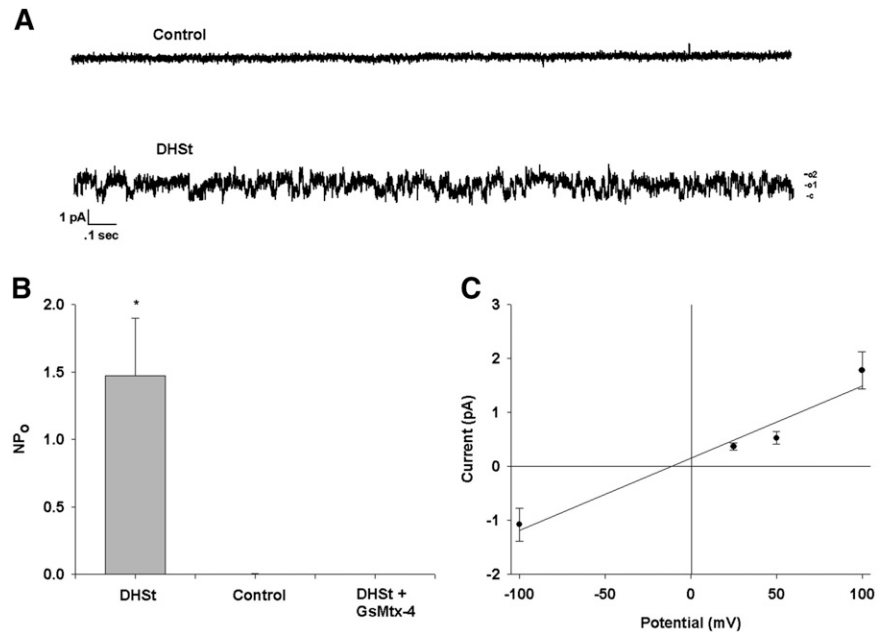 A
Control
DHSt
-o2
-o1
-c
1 pA
.1 sec
B
2.0
*
1.5
1.0
0.5
0.0
NPO
DHSt
Control
DHSt +
GsMtx-4
C
3
2
1
0
-1
-2
Current (pA)
-100
-50
0
50
100
Potential (mV)